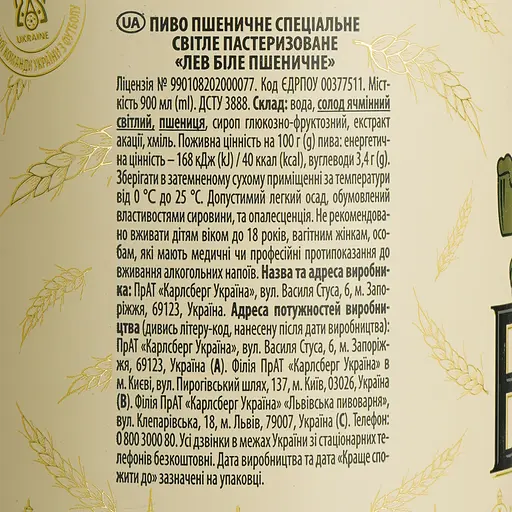 UKRAINE
UA ПИВО ПШЕНИЧНЕ СПЕЦІАЛЬНЕ
СВІТЛЕ ПАСТЕРИЗОВАНЕ
«ЛЕВ БІЛЕ ПШЕНИЧНЕ»
Ліцензія № 990108202000077. Код ЄДРПОУ 00377511. Міст-
кість 900 мл (ml). ДСТУ 3888. Склад: вода, солод ячмінний
світлий, пшениця, сироп глюкозно-фруктозний, екстракт
акації, хміль. Поживна цінність на 100 г (g) пива: енергетич-
на цінність – 168 кДж (kJ) / 40 ккал (kcal), вуглеводи 3,4 г (g).
Зберігати в затемненому сухому приміщенні за температури
від 0 °С до 25 °С. Допустимий легкий осад, обумовлений
властивостями сировини, та опалесценція. Не рекомендова-
но вживати дітям віком до 18 років, вагітним жінкам, осо-
бам, які мають медичні чи професійні протипоказання до
вживання алкогольних напоїв. Назва та адреса виробни-
ка: ПрАТ «Карлсберг Україна», вул. Василя Стуса, 6, м. Запо-
ріжжя, 69123, Україна. Адреса потужностей виробни-
цтва (дивись літеру-код, нанесену після дати виробництва):
ПрАТ «Карлсберг Україна», вул. Василя Стуса, 6, м. Запоріж-
жя, 69123, Україна (А). Філія ПрАТ «Карлсберг Україна» в
м. Києві, вул. Пирогівський шлях, 137, м. Київ, 03026, Україна
(В). Філія ПрАТ «Карлсберг Україна» «Львівська пивоварня»,
вул. Клепарівська, 18, м. Львів, 79007, Україна (С). Телефон:
0 800 3000 80. Усі дзвінки в межах України зі стаціонарних те-
лефонів безкоштовні. Дата виробництва та дата «Краще спо-
жити до» зазначені на упаковці.